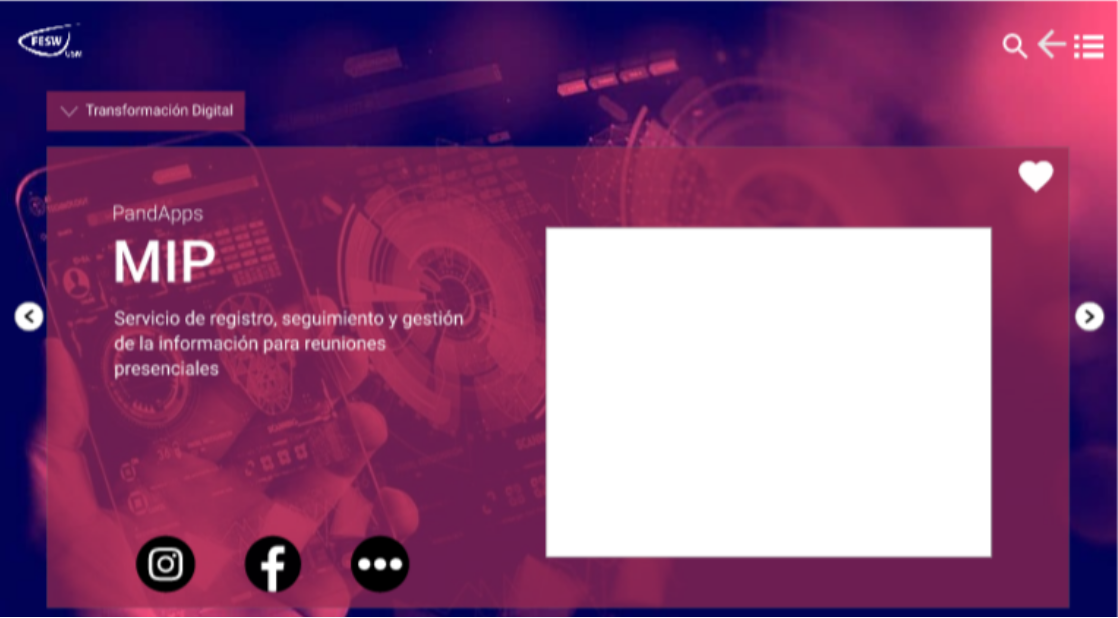 FESW
USM
Transformación Digital
PandApps
MIP
Servicio de registro, seguimiento y gestión
de la información para reuniones
presenciales